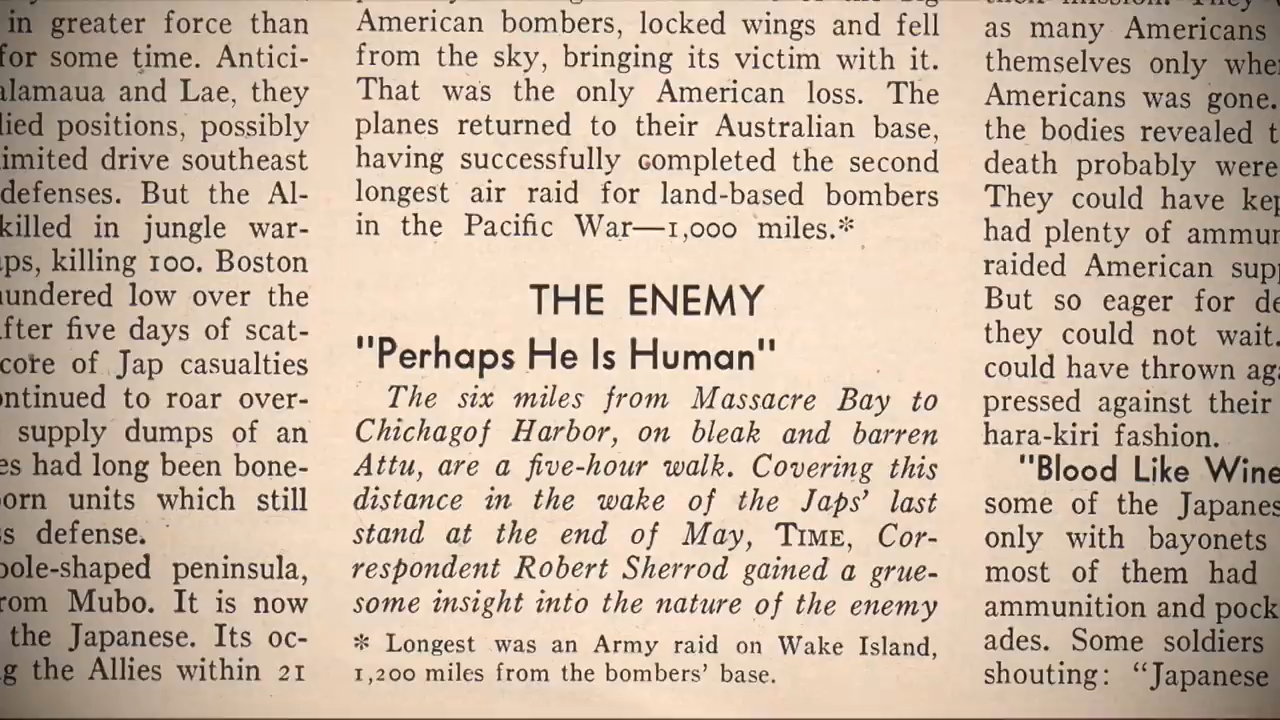 in greater force than
for some time. Antici-
alamaua and Lae, they
lied positions, possibly
imited drive southeast
defenses. But the Al-
killed in jungle war-
ps, killing 100. Boston
undered low over the
fter five days of scat-
core of Jap casualties
ntinued to roar over-
supply dumps of an
es had long been bone-
orn units which still
s defense.
ole-shaped peninsula,
rom Mubo. It is now
the Japanese. Its oc-
g the Allies within 21
American bombers, locked wings and fell
from the sky, bringing its victim with it.
That was the only American loss. The
planes returned to their Australian base,
having successfully completed the second
longest air raid for land-based bombers
in the Pacific War—1,000 miles.*
THE ENEMY
"Perhaps He Is Human"
The six miles from Massacre Bay to
Chichagof Harbor, on bleak and barren
Attu, are a five-hour walk. Covering this
distance in the wake of the Japs' last
stand at the end of May, TIME, Cor-
respondent Robert Sherrod gained a grue-
some insight into the nature of the enemy
* Longest was an Army raid on Wake Island,
1,200 miles from the bombers' base.
as many Americans
themselves only whe
Americans was gone.
the bodies revealed t
death probably were
They could have kep
had plenty of ammun
raided American supp
But so eager for de
they could not wait.
could have thrown aga
pressed against their
hara-kiri fashion.
"Blood Like Wine
some of the Japanes
only with bayonets
most of them had
ammunition and pock
ades. Some soldiers
shouting: "Japanese